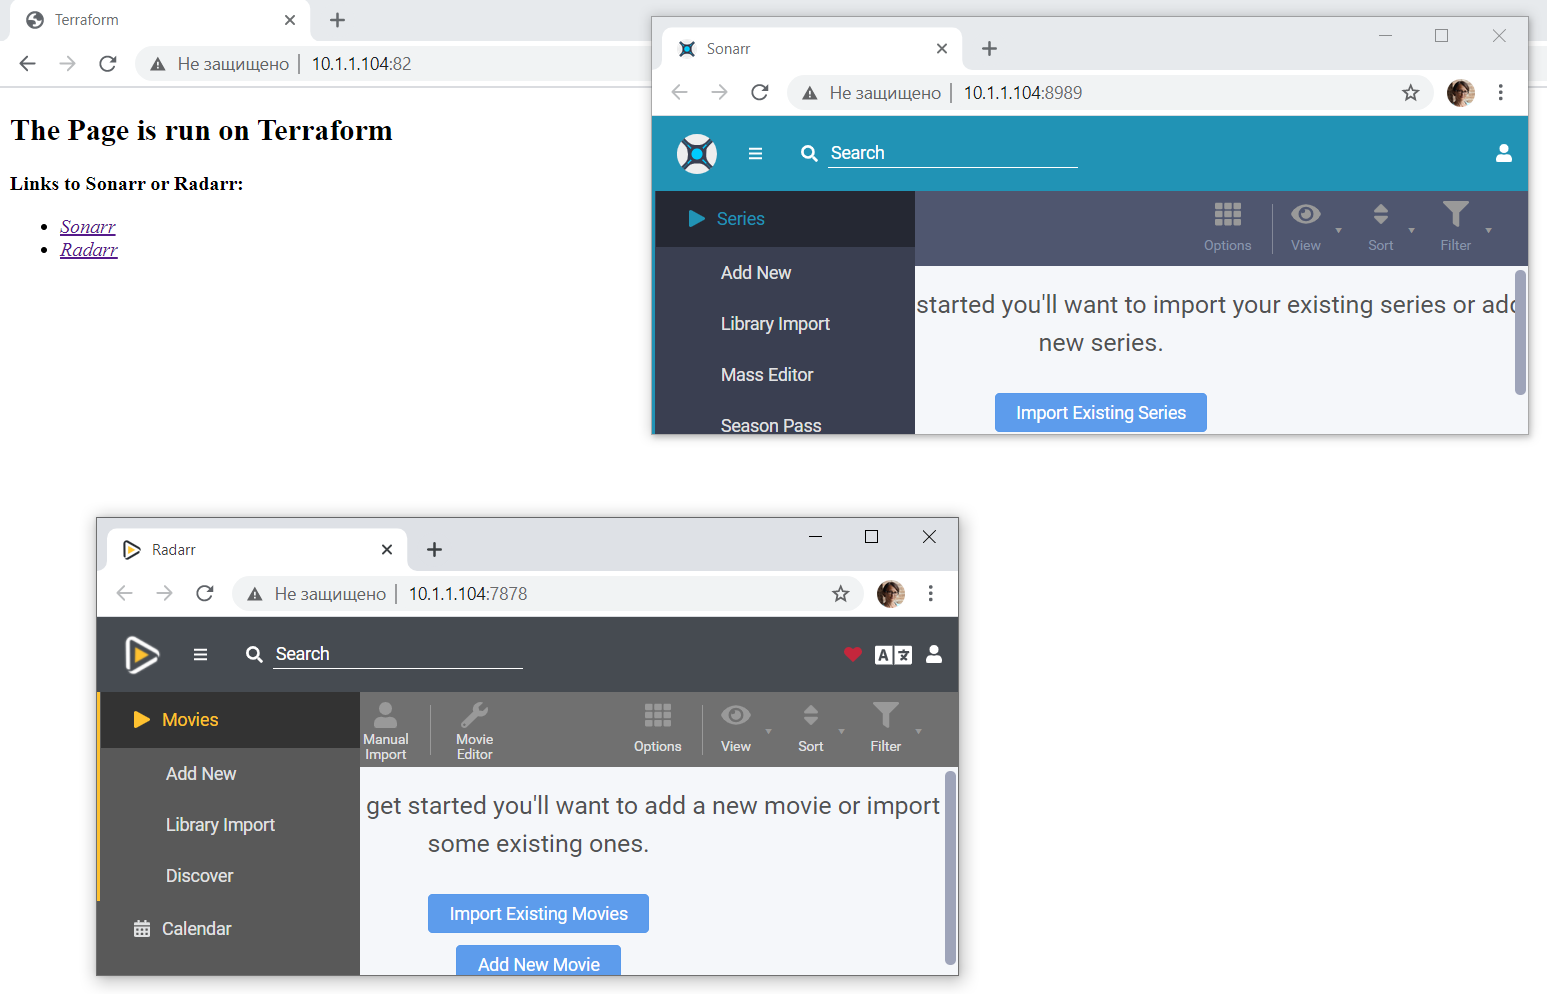 Terraform
Не защищено | 10.1.1.104:82
The Page is run on Terraform
Links to Sonarr or Radarr:
Sonarr
Radarr
Sonarr
Не защищено | 10.1.1.104:8989
Search
Series
Options
View
Sort
Filter
Add New
Library Import
Mass Editor
Season Pass
started you'll want to import your existing series or add
new series.
Import Existing Series
Radarr
Не защищено | 10.1.1.104:7878
Search
A
Movies
Manual
Import
Movie
Editor
Options
View
Sort
Filter
Add New
Library Import
Discover
Calendar
get started you'll want to add a new movie or import
some existing ones.
Import Existing Movies
Add New Movie